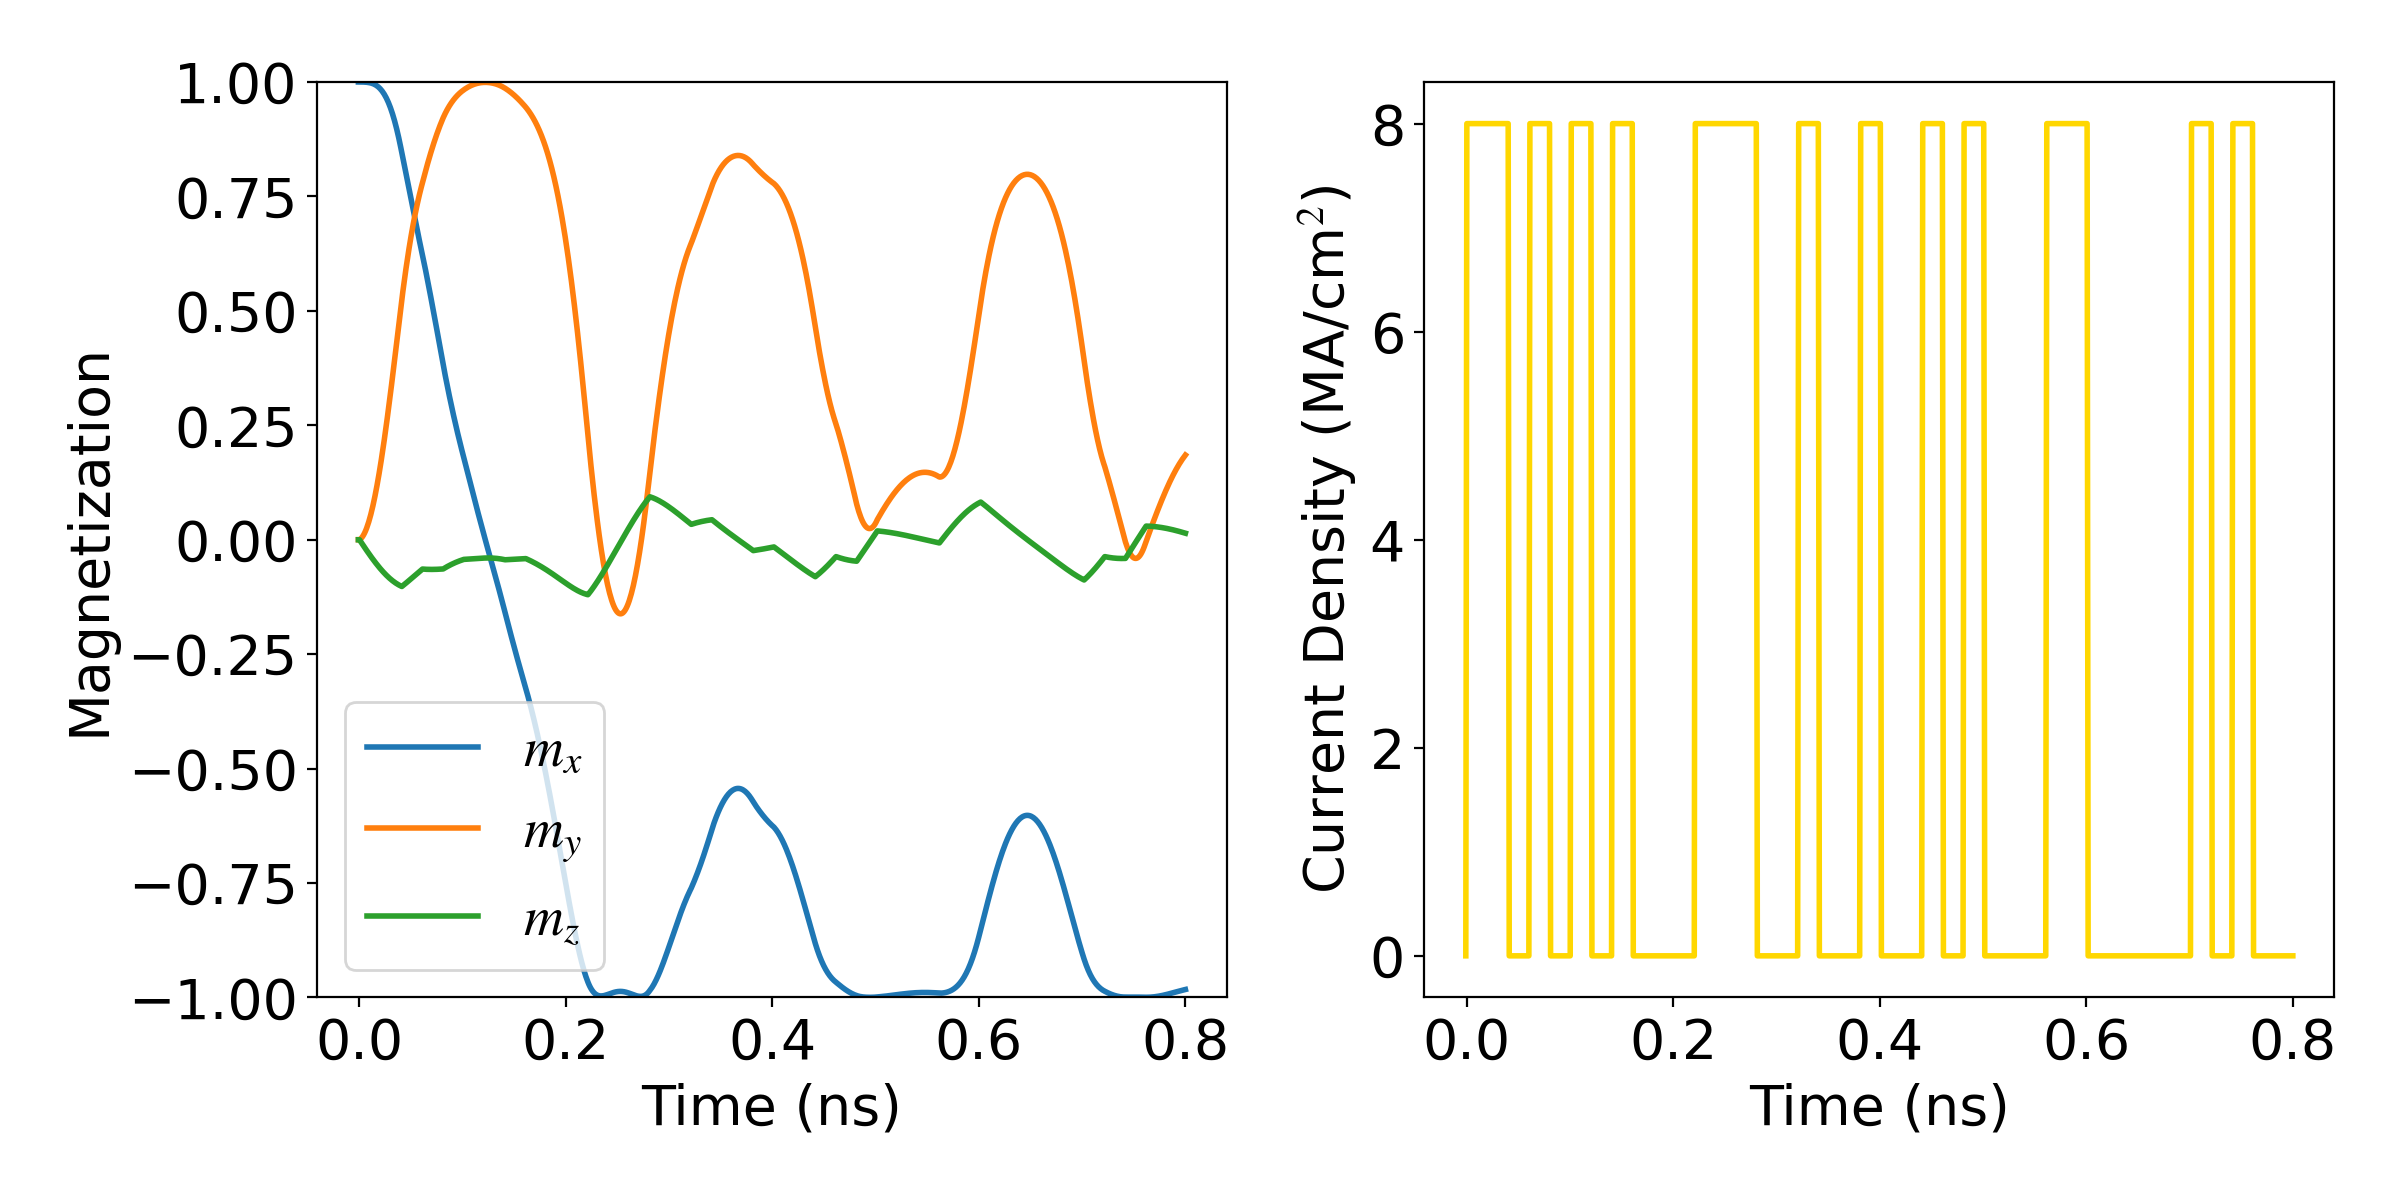 Magnetization
1.00
0.75
0.50
0.25
0.00
−0.25
−0.50
−0.75
−1.00
m_x
m_y
m_z
0.0 0.2 0.4 0.6 0.8
Time (ns)
Current Density (MA/cm²)
8
6
4
2
0
0.0 0.2 0.4 0.6 0.8
Time (ns)